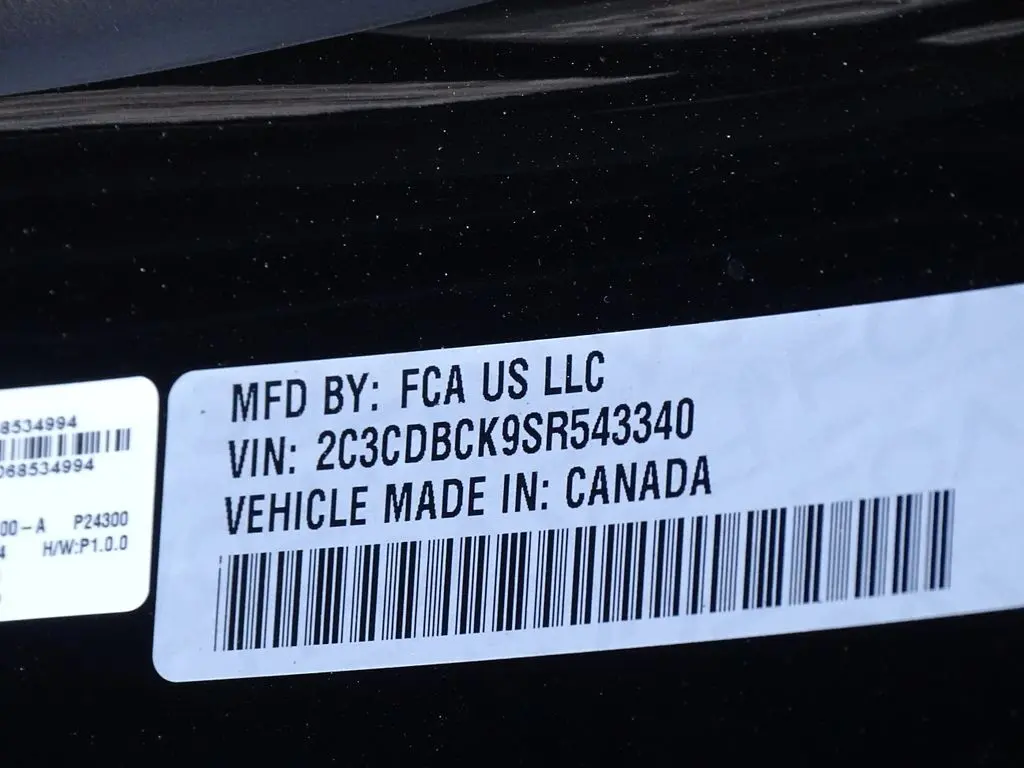 8534994
068534994
00-A P24300
4 H/W:P1.0.0
MFD BY: FCA US LLC
VIN: 2C3CDBCK9SR543340
VEHICLE MADE IN: CANADA